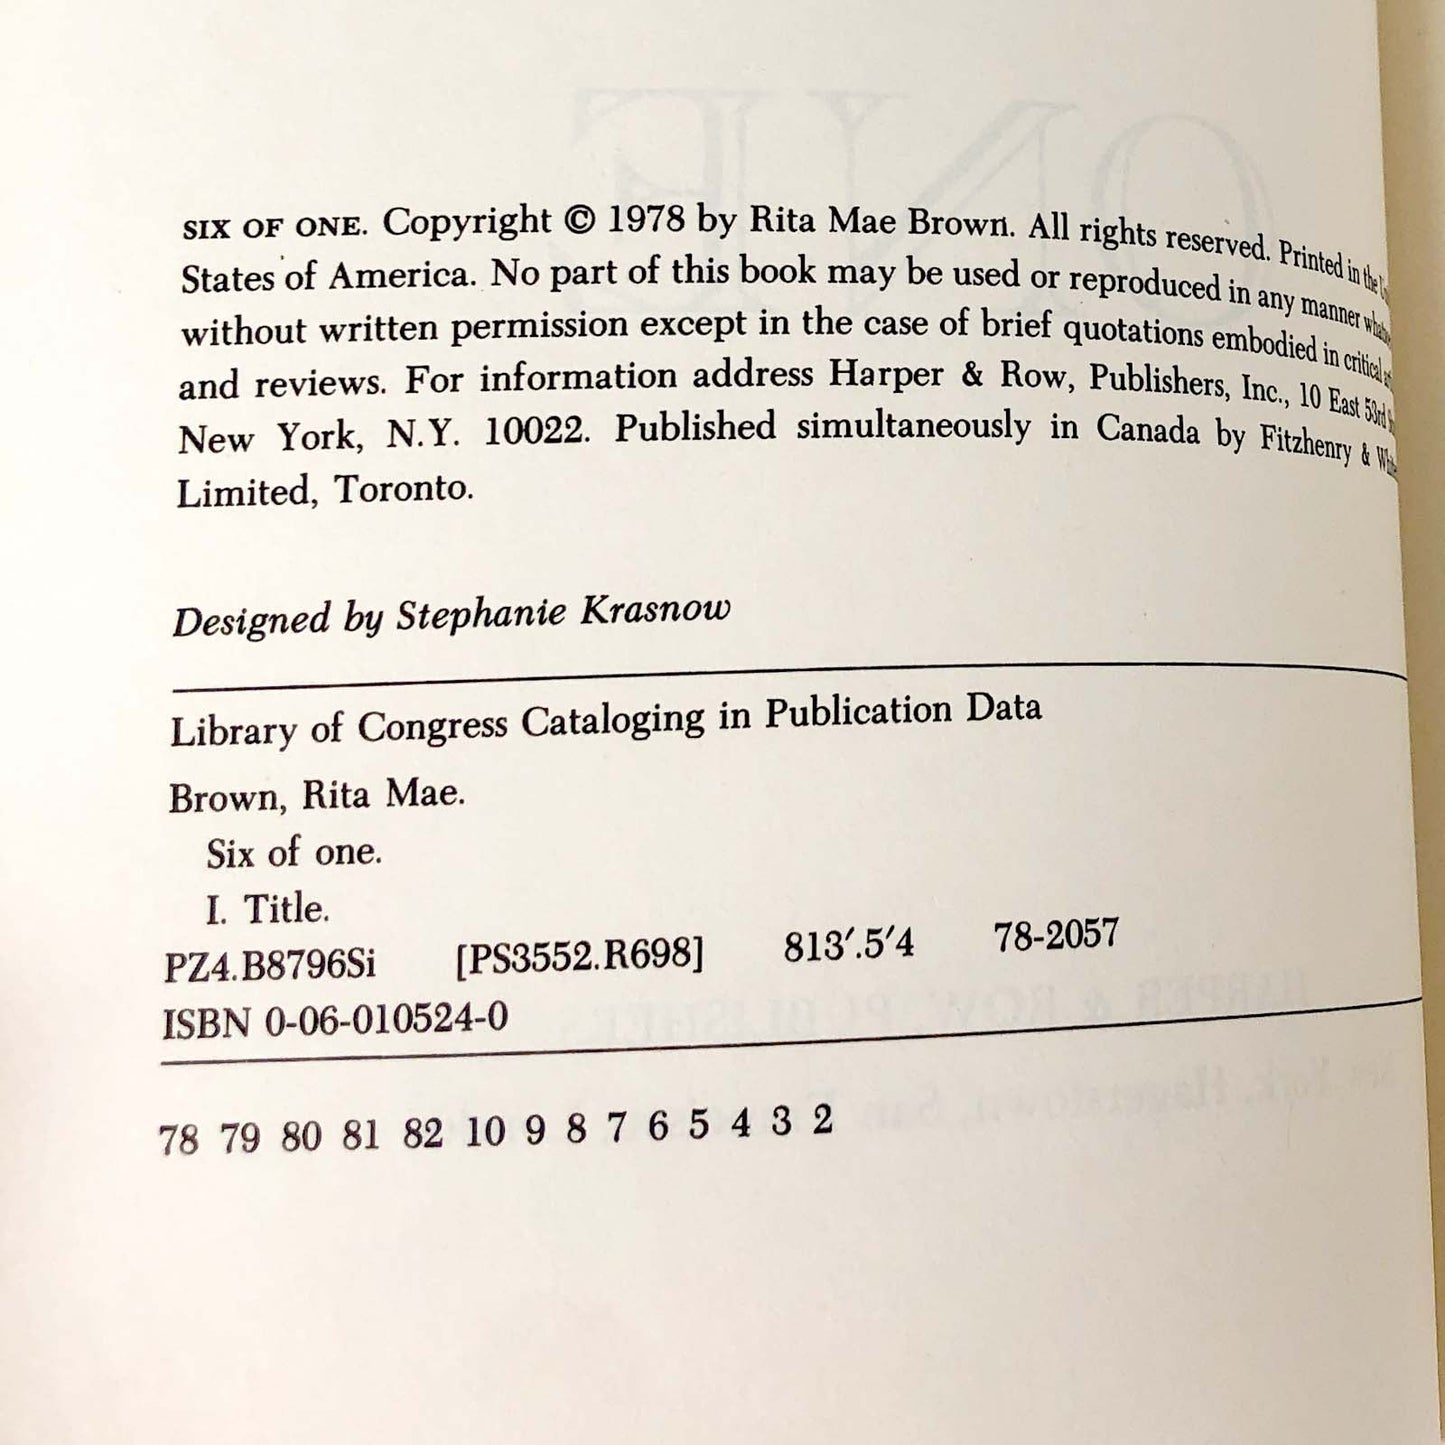 SIX OF ONE. Copyright © 1978 by Rita Mae Brown. All rights reserved. Printed in the
States of America. No part of this book may be used or reproduced in any manner
without written permission except in the case of brief quotations embodied in critical
and reviews. For information address Harper & Row, Publishers, Inc., 10 East 53rd
New York, N.Y. 10022. Published simultaneously in Canada by Fitzhenry &
Limited, Toronto.
Designed by Stephanie Krasnow
Library of Congress Cataloging in Publication Data
Brown, Rita Mae.
Six of one.
I. Title.
PZ4.B8796Si [PS3552.R698] 813′.5′4 78-2057
ISBN 0-06-010524-0
78 79 80 81 82 10 9 8 7 6 5 4 3 2